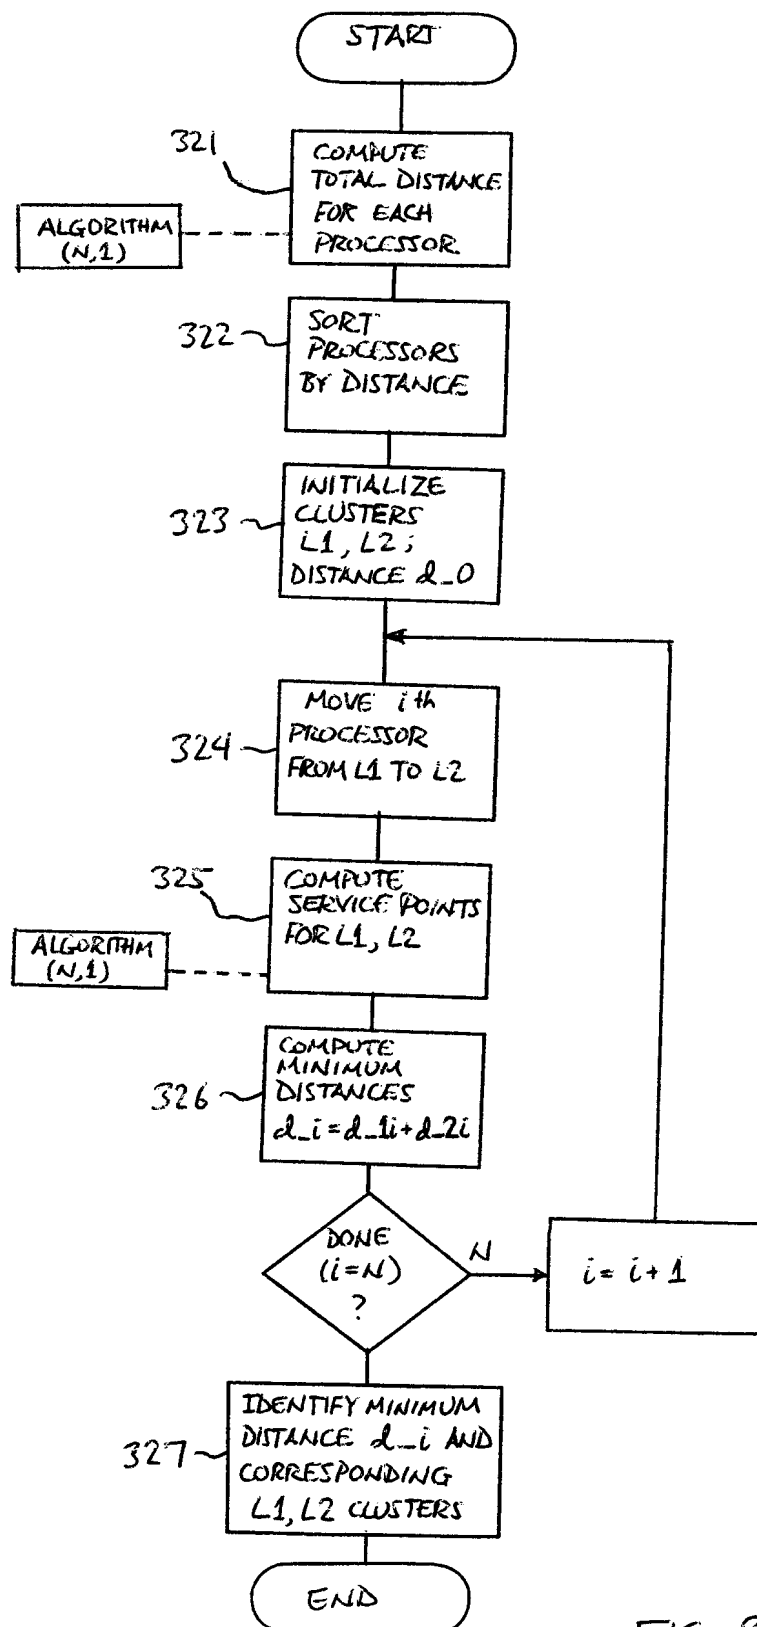 START
321
COMPUTE
TOTAL DISTANCE
FOR EACH
PROCESSOR
ALGORITHM
(N,1)
322
SORT
PROCESSORS
BY DISTANCE
323
INITIALIZE
CLUSTERS
L1, L2;
DISTANCE d_0
324
MOVE ith
PROCESSOR
FROM L1 TO L2
325
COMPUTE
SERVICE POINTS
FOR L1, L2
ALGORITHM
(N,1)
326
COMPUTE
MINIMUM
DISTANCES
d_i=d_1i+d_2i
DONE
(i=N)
?
N
i= i+1
327
IDENTIFY MINIMUM
DISTANCE d_i AND
CORRESPONDING
L1, L2 CLUSTERS
END